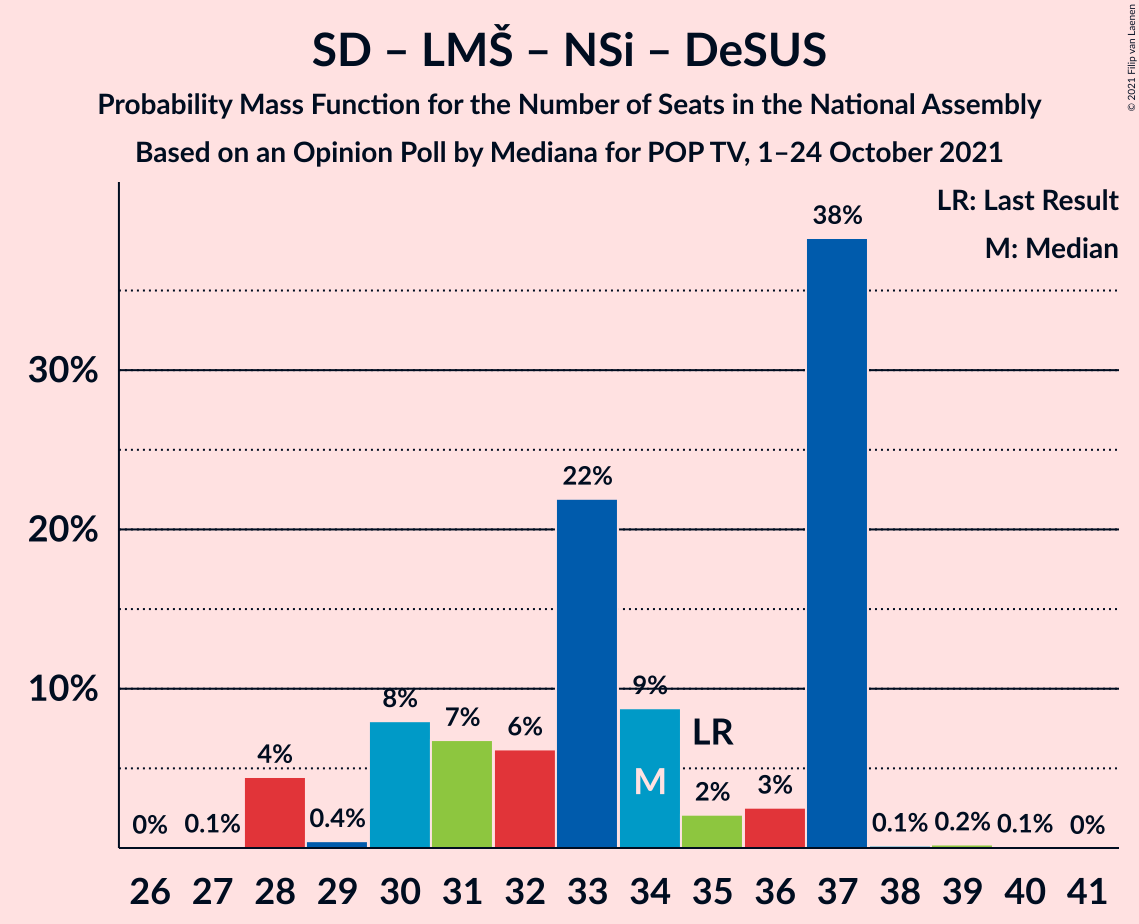 SD – LMŠ – NSi – DeSUS
Probability Mass Function for the Number of Seats in the National Assembly
Based on an Opinion Poll by Mediana for POP TV, 1–24 October 2021
© 2021 Filip van Laenen
LR: Last Result
M: Median
30%
20%
10%
0% 0.1% 4% 0.4% 8% 7% 6% 22% 9% 2% 3% 38% 0.1% 0.2% 0.1% 0%
LR
M
26 27 28 29 30 31 32 33 34 35 36 37 38 39 40 41